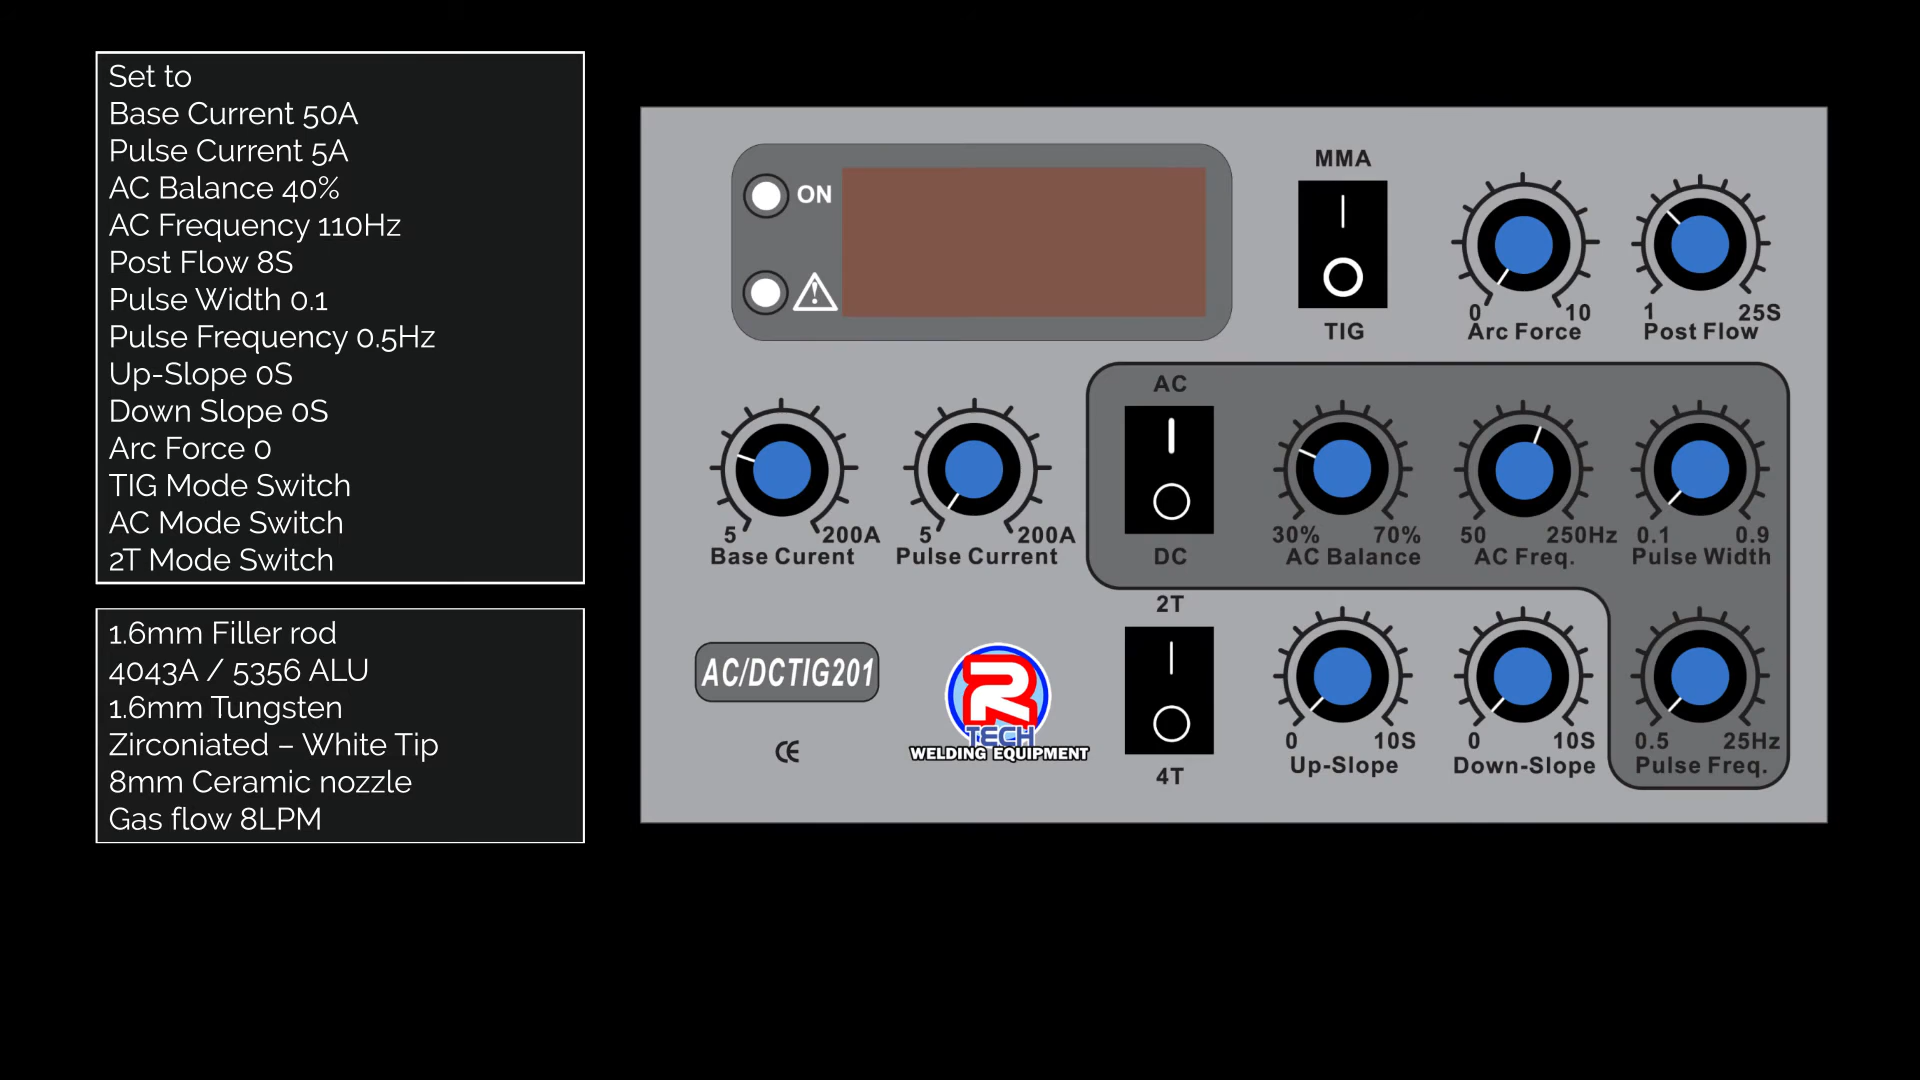 Set to
Base Current 50A
Pulse Current 5A
AC Balance 40%
AC Frequency 110Hz
Post Flow 8S
Pulse Width 0.1
Pulse Frequency 0.5Hz
Up-Slope 0S
Down Slope 0S
Arc Force 0
TIG Mode Switch
AC Mode Switch
2T Mode Switch
1.6mm Filler rod
4043A / 5356 ALU
1.6mm Tungsten
Zirconiated – White Tip
8mm Ceramic nozzle
Gas flow 8LPM
ON
MMA
TIG
0 10
Arc Force
1 25S
Post Flow
5 200A
Base Curent
5 200A
Pulse Current
AC
DC
30% 70%
AC Balance
50 250Hz
AC Freq.
0.1 0.9
Pulse Width
AC/DCTIG201
CE
R
TECH
WELDING EQUIPMENT
2T
4T
0 10S
Up-Slope
0 10S
Down-Slope
0.5 25Hz
Pulse Freq.